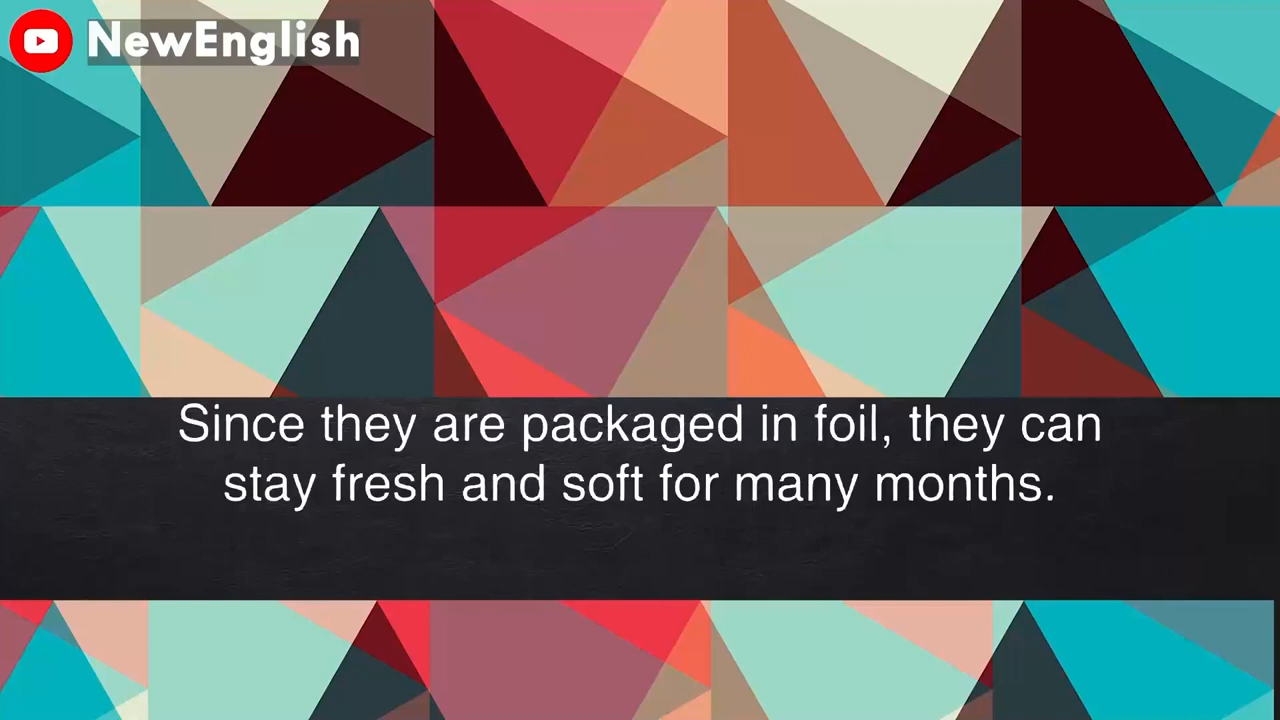 NewEnglish
Since they are packaged in foil, they can
stay fresh and soft for many months.